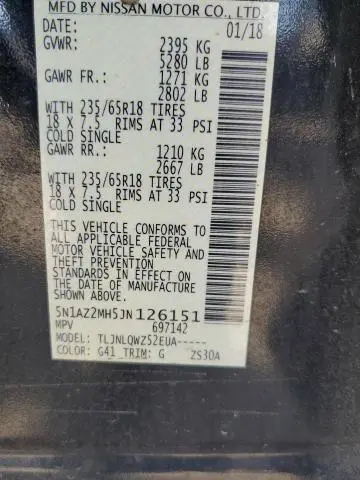 MFD BY NISSAN MOTOR CO., LTD.
DATE: 01/18
GVWR: 2395 KG
5280 LB
GAWR FR.: 1271 KG
2802 LB
WITH 235/65R18 TIRES
18 X 7.5 RIMS AT 33 PSI
COLD SINGLE
GAWR RR.: 1210 KG
2667 LB
WITH 235/65R18 TIRES
18 X 7.5 RIMS AT 33 PSI
COLD SINGLE
THIS VEHICLE CONFORMS TO
ALL APPLICABLE FEDERAL
MOTOR VEHICLE SAFETY AND
THEFT PREVENTION
STANDARDS IN EFFECT ON
THE DATE OF MANUFACTURE
SHOWN ABOVE.
5N1AZ2MH5JN126151
MPV 697142
MODEL: TLJNLQWZ52EUA-----
COLOR: G41 TRIM: G ZS30A